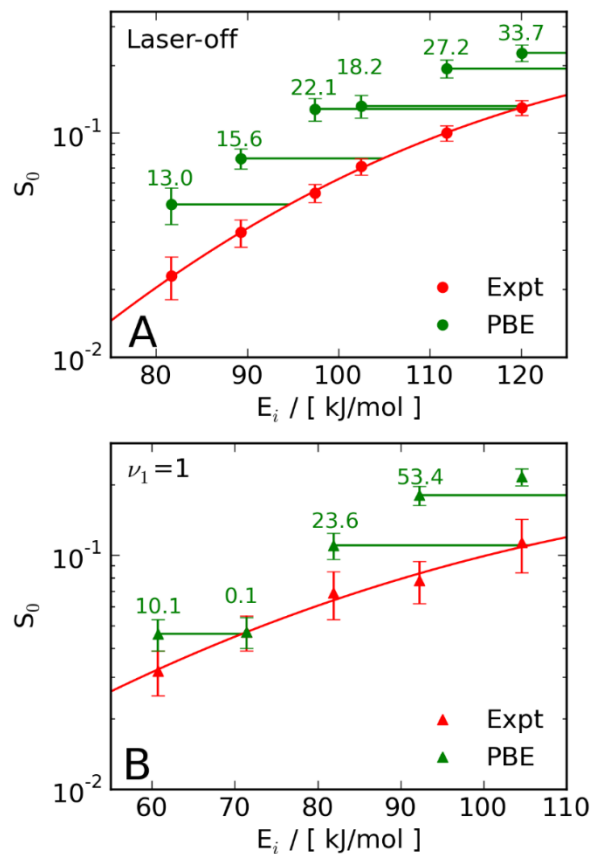 Laser-off
33.7
27.2
18.2
22.1
15.6
13.0
10⁻¹
S₀
Expt
PBE
A
10⁻²
80 90 100 110 120
Eᵢ / [ kJ/mol ]
ν₁=1
53.4
23.6
10.1 0.1
10⁻¹
S₀
Expt
PBE
B
10⁻²
60 70 80 90 100 110
Eᵢ / [ kJ/mol ]